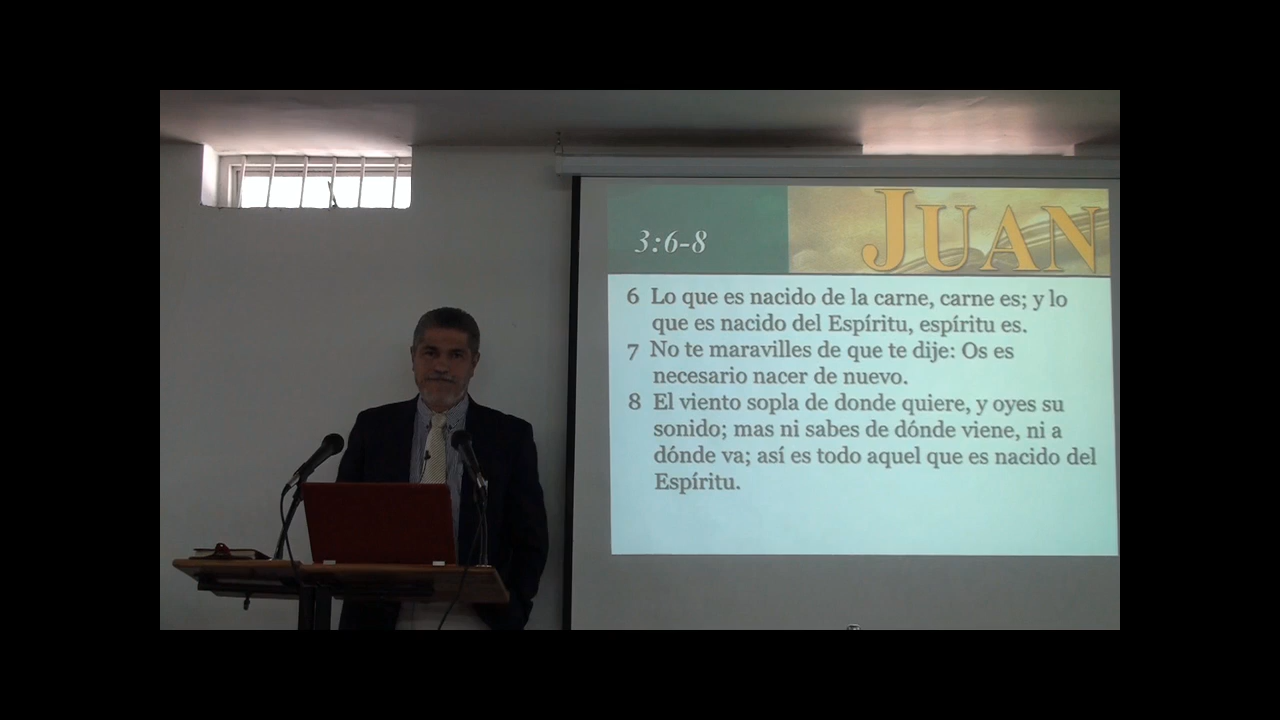 JUAN
3:6-8
6 Lo que es nacido de la carne, carne es; y lo
que es nacido del Espíritu, espíritu es.
7 No te maravilles de que te dije: Os es
necesario nacer de nuevo.
8 El viento sopla de donde quiere, y oyes su
sonido; mas ni sabes de dónde viene, ni a
dónde va; así es todo aquel que es nacido del
Espíritu.